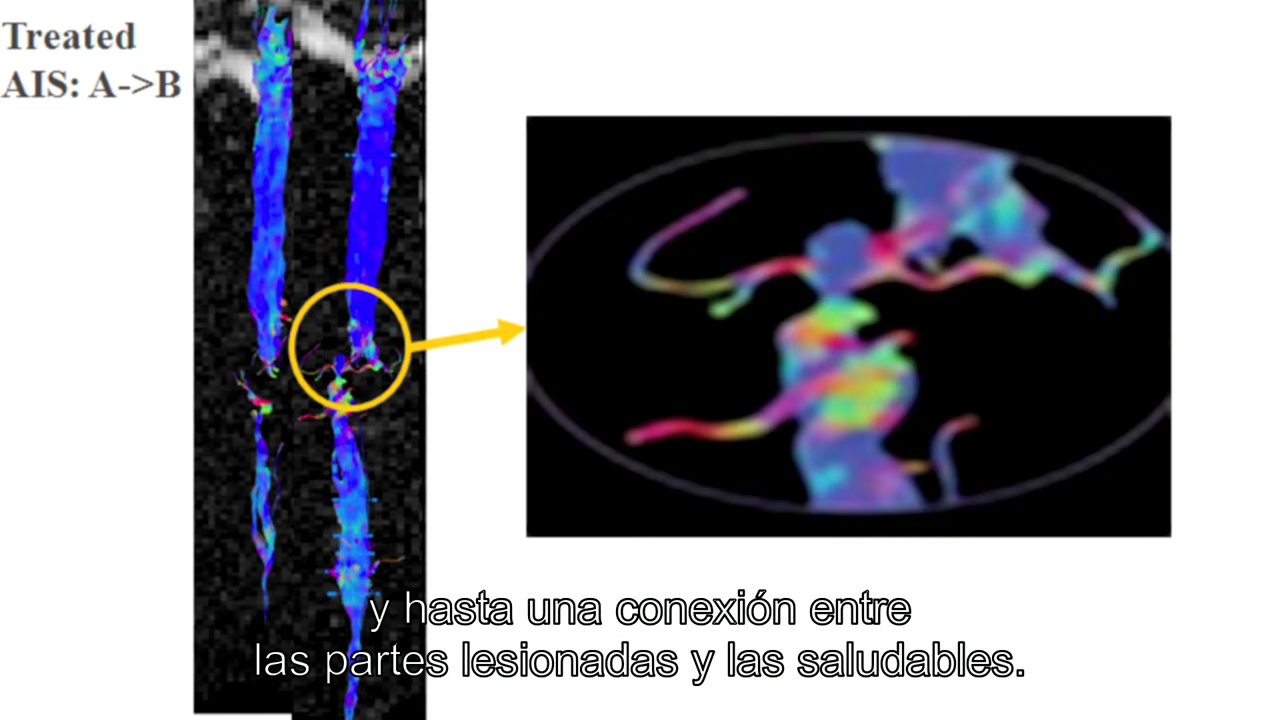 Treated
AIS: A->B
y hasta una conexión entre
las partes lesionadas y las saludables.